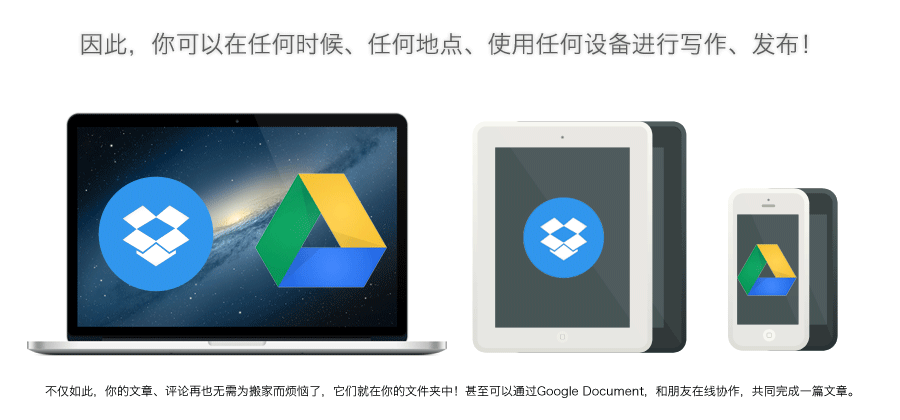 因此，你可以在任何时候、任何地点、使用任何设备进行写作、发布！
不仅如此，你的文章、评论再也无需为搬家而烦恼了，它们就在你的文件夹中！甚至可以通过Google Document，和朋友在线协作，共同完成一篇文章。